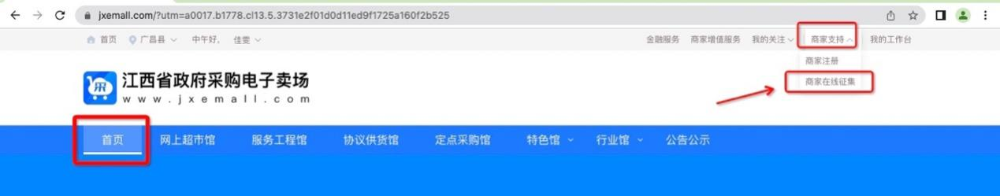 jxemall.com/?utm=a0017.b1778.cl13.5.3731e2f01d0d11ed9f1725a160f2b525
首页 广昌县 中午好, 佳雯 金融服务 商家增值服务 我的关注 商家支持 我的工作台
商家注册
商家在线征集
江西省政府采购电子卖场
www.jxemall.com
首页 网上超市馆 服务工程馆 协议供货馆 定点采购馆 特色馆 行业馆 公告公示